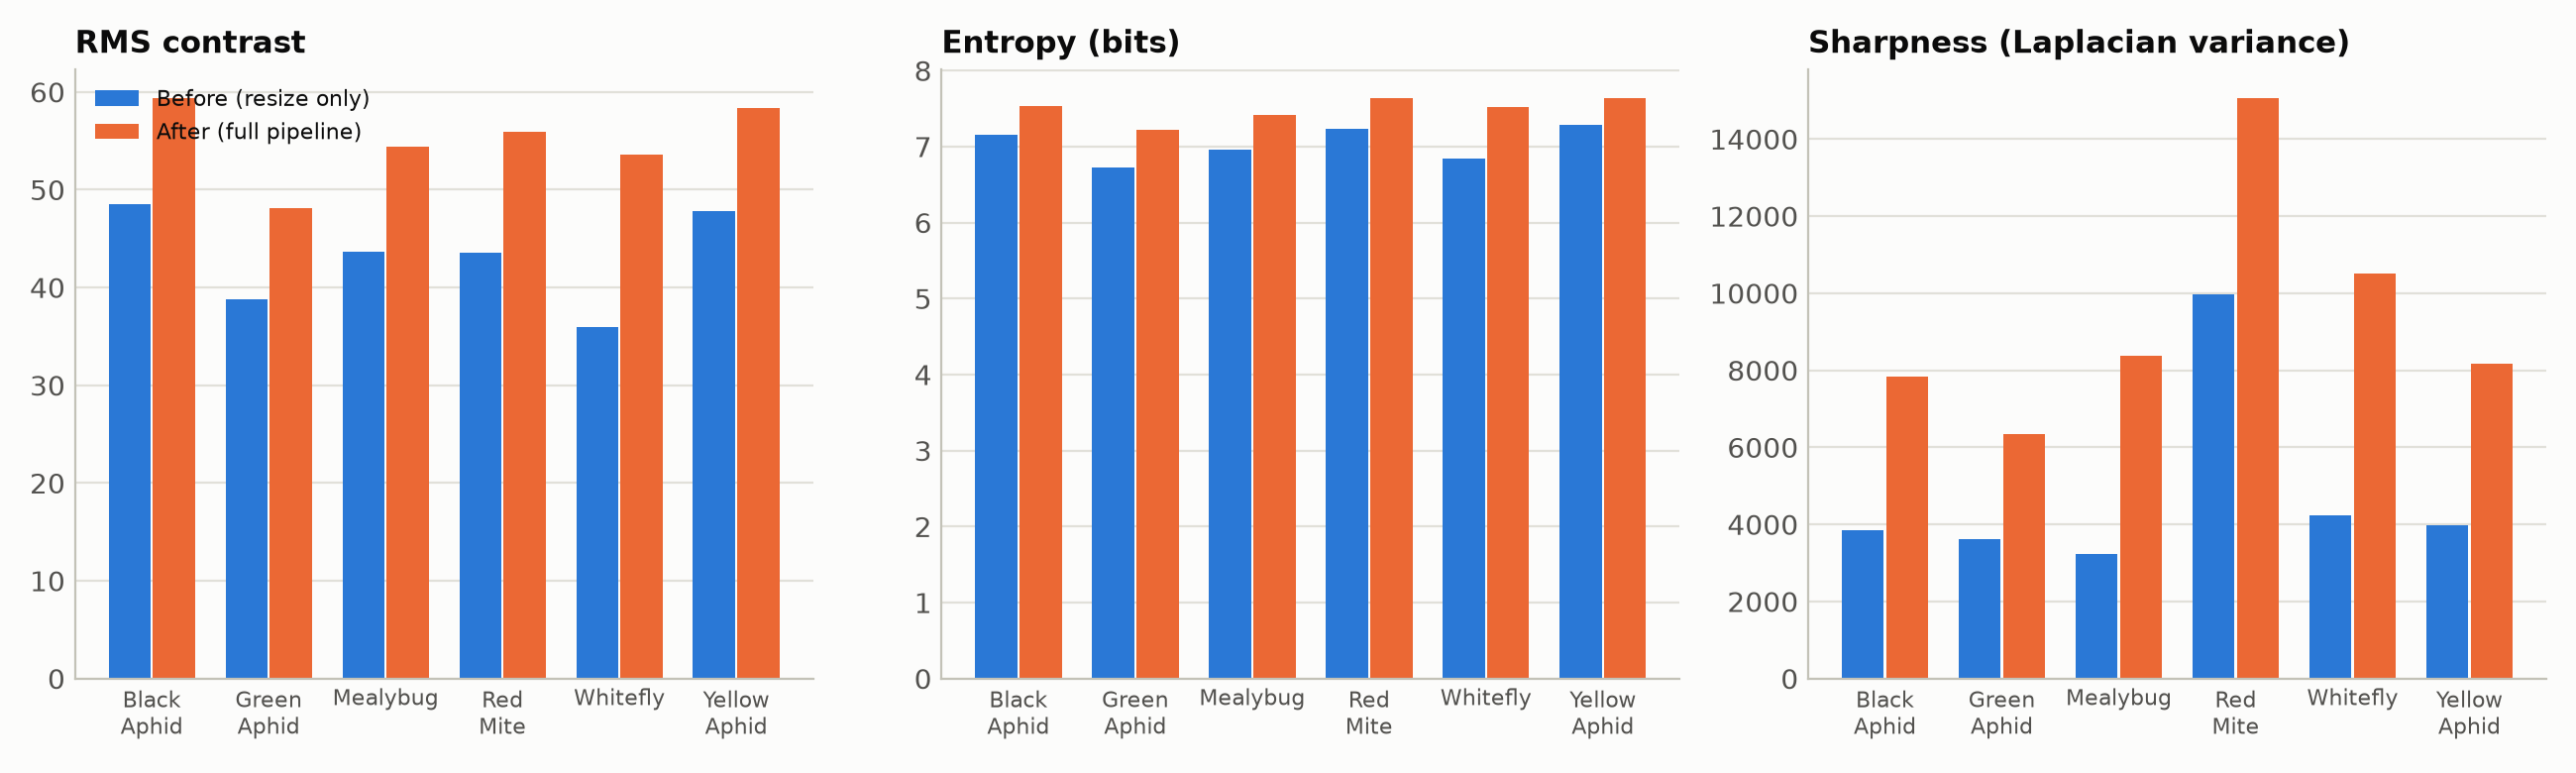 RMS contrast
60
50
40
30
20
10
0
Before (resize only)
After (full pipeline)
Black
Aphid
Green
Aphid
Mealybug
Red
Mite
Whitefly
Yellow
Aphid
Entropy (bits)
8
7
6
5
4
3
2
1
0
Black
Aphid
Green
Aphid
Mealybug
Red
Mite
Whitefly
Yellow
Aphid
Sharpness (Laplacian variance)
14000
12000
10000
8000
6000
4000
2000
0
Black
Aphid
Green
Aphid
Mealybug
Red
Mite
Whitefly
Yellow
Aphid